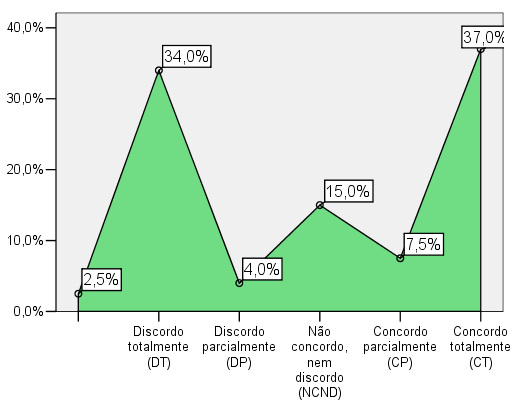 40,0%
30,0%
20,0%
10,0%
0,0%
2,5%
34,0%
4,0%
15,0%
7,5%
37,0%
Discordo
totalmente
(DT)
Discordo
parcialmente
(DP)
Não
concordo,
nem
discordo
(NCND)
Concordo
parcialmente
(CP)
Concordo
totalmente
(CT)